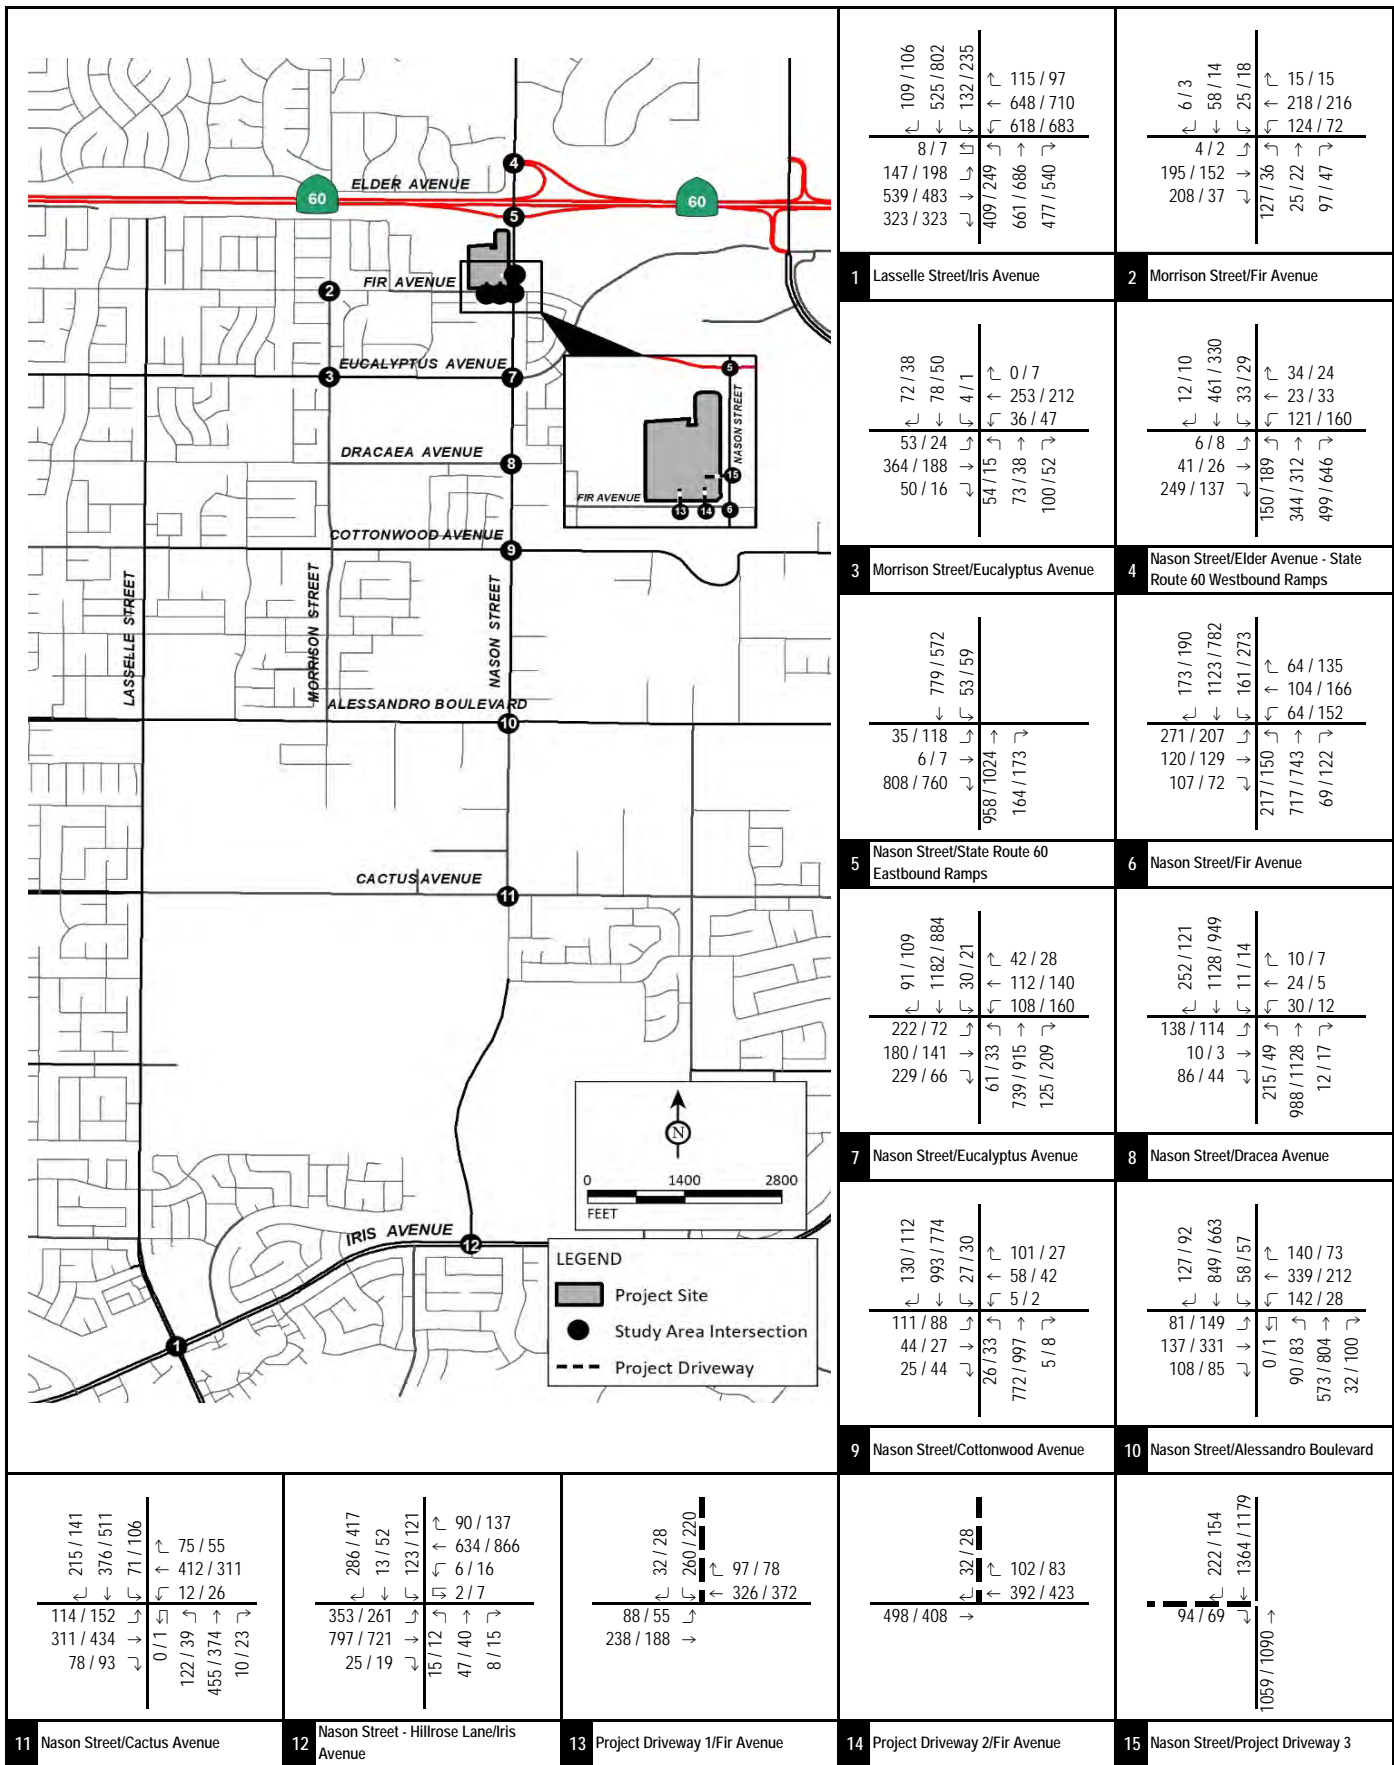 ELDER AVENUE
60
60
4
5
FIR AVENUE
2
EUCALYPTUS AVENUE
3
7
5
NASON STREET
15
FIR AVENUE
13
14
6
DRACAEA AVENUE
8
COTTONWOOD AVENUE
9
LASSELLE STREET
MORRISON STREET
NASON STREET
ALESSANDRO BOULEVARD
10
CACTUS AVENUE
11
N
0 1400 2800
FEET
IRIS AVENUE
12
1
LEGEND
Project Site
Study Area Intersection
Project Driveway
109 / 106
525 / 802
132 / 235
115 / 97
648 / 710
618 / 683
8 / 7
147 / 198
539 / 483
323 / 323
409 / 249
661 / 686
477 / 540
1 Lasselle Street/Iris Avenue
6 / 3
58 / 14
25 / 18
15 / 15
218 / 216
124 / 72
4 / 2
195 / 152
208 / 37
127 / 36
25 / 22
97 / 47
2 Morrison Street/Fir Avenue
72 / 38
78 / 50
4 / 1
0 / 7
253 / 212
36 / 47
53 / 24
364 / 188
50 / 16
54 / 15
73 / 38
100 / 52
3 Morrison Street/Eucalyptus Avenue
12 / 10
461 / 330
33 / 29
34 / 24
23 / 33
121 / 160
6 / 8
41 / 26
249 / 137
150 / 189
344 / 312
499 / 646
4 Nason Street/Elder Avenue - State
Route 60 Westbound Ramps
779 / 572
53 / 59
35 / 118
6 / 7
808 / 760
958 / 1024
164 / 173
5 Nason Street/State Route 60
Eastbound Ramps
173 / 190
1123 / 782
161 / 273
64 / 135
104 / 166
64 / 152
271 / 207
120 / 129
107 / 72
217 / 150
717 / 743
69 / 122
6 Nason Street/Fir Avenue
91 / 109
1182 / 884
30 / 21
42 / 28
112 / 140
108 / 160
222 / 72
180 / 141
229 / 66
61 / 33
739 / 915
125 / 209
7 Nason Street/Eucalyptus Avenue
252 / 121
1128 / 949
11 / 14
10 / 7
24 / 5
30 / 12
138 / 114
10 / 3
86 / 44
215 / 49
988 / 1128
12 / 17
8 Nason Street/Dracea Avenue
130 / 112
993 / 774
27 / 30
101 / 27
58 / 42
5 / 2
111 / 88
44 / 27
25 / 44
26 / 33
772 / 997
5 / 8
9 Nason Street/Cottonwood Avenue
127 / 92
849 / 663
58 / 57
140 / 73
339 / 212
142 / 28
81 / 149
137 / 331
108 / 85
0 / 1
90 / 83
573 / 804
32 / 100
10 Nason Street/Alessandro Boulevard
215 / 141
376 / 511
71 / 106
75 / 55
412 / 311
12 / 26
114 / 152
311 / 434
78 / 93
0 / 1
122 / 39
455 / 374
10 / 23
11 Nason Street/Cactus Avenue
286 / 417
13 / 52
123 / 121
90 / 137
634 / 866
6 / 16
2 / 7
353 / 261
797 / 721
25 / 19
15 / 12
47 / 40
8 / 15
12 Nason Street - Hillrose Lane/Iris
Avenue
32 / 28
260 / 220
97 / 78
326 / 372
88 / 55
238 / 188
13 Project Driveway 1/Fir Avenue
32 / 28
102 / 83
392 / 423
498 / 408
14 Project Driveway 2/Fir Avenue
222 / 154
1364 / 1179
94 / 69
1059 / 1090
15 Nason Street/Project Driveway 3